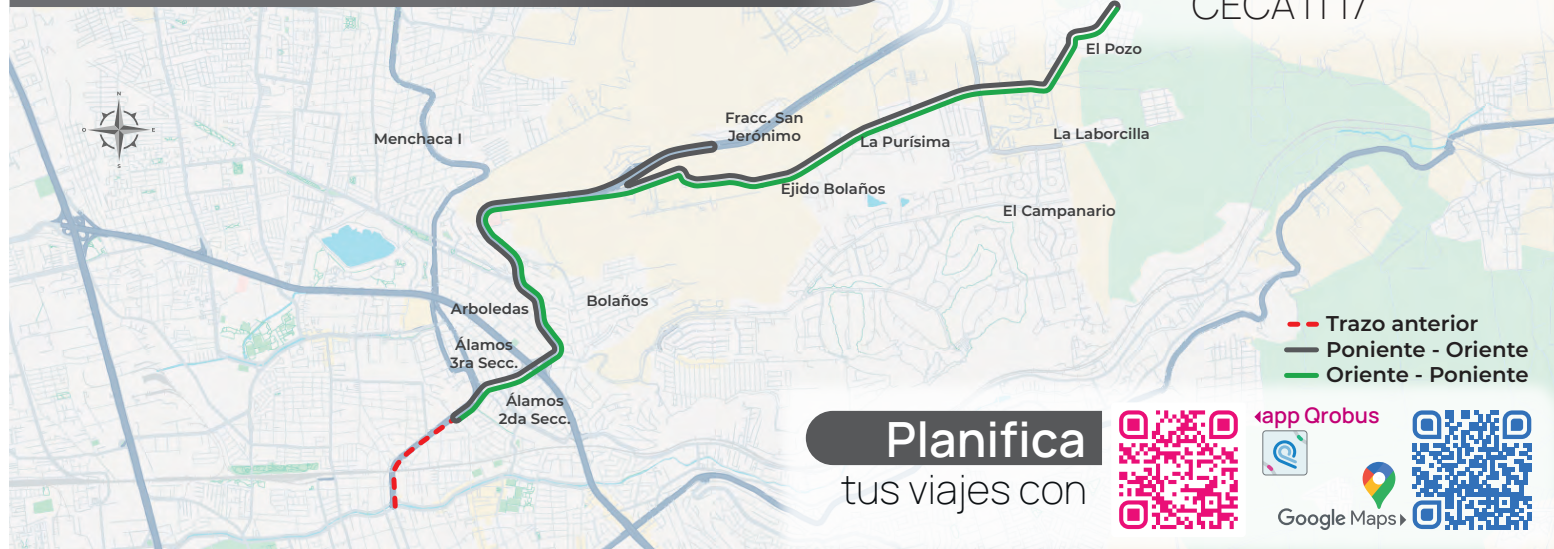 CECATI 17
El Pozo
Fracc. San
Jerónimo
Menchaca I
La Purísima
La Laborcilla
Ejido Bolaños
El Campanario
Arboledas
Bolaños
Álamos
3ra Secc.
Álamos
2da Secc.
N
O
E
S
Trazo anterior
Poniente - Oriente
Oriente - Poniente
Planifica
tus viajes con
app Qrobus
Google Maps